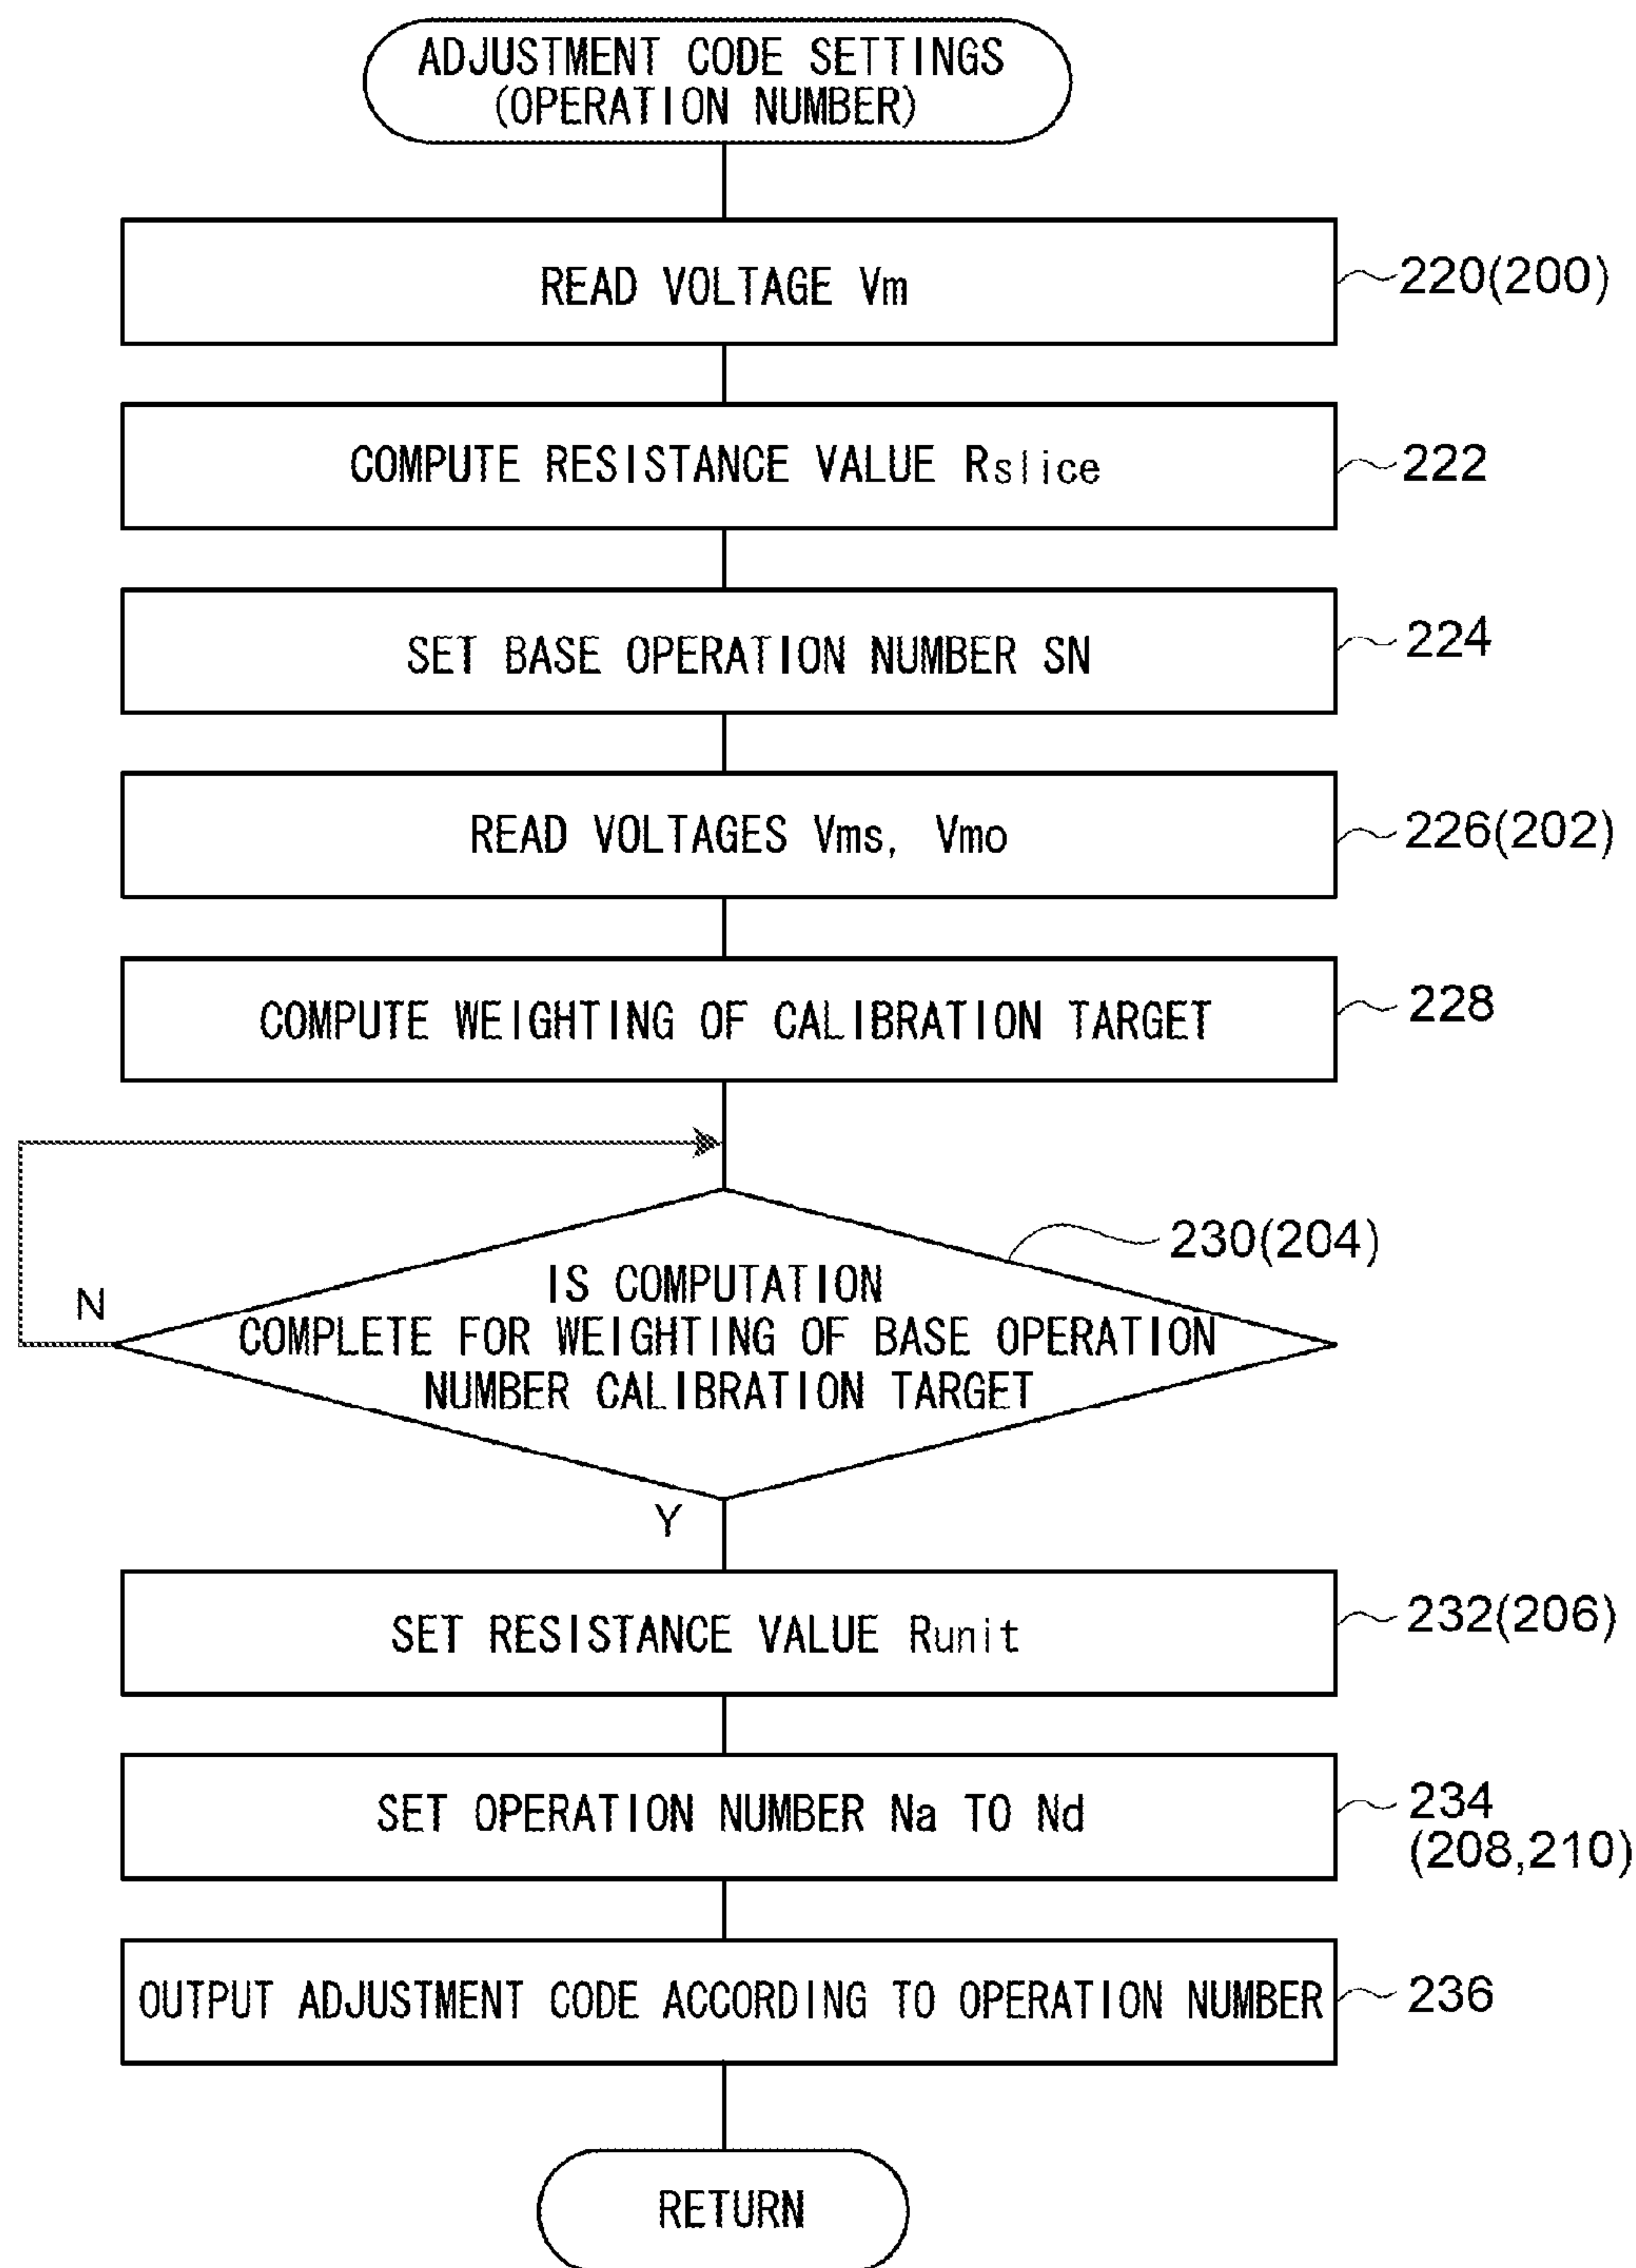 ADJUSTMENT CODE SETTINGS
(OPERATION NUMBER)
READ VOLTAGE Vm
220(200)
COMPUTE RESISTANCE VALUE Rslice
222
SET BASE OPERATION NUMBER SN
224
READ VOLTAGES Vms, Vmo
226(202)
COMPUTE WEIGHTING OF CALIBRATION TARGET
228
230(204)
IS COMPUTATION
COMPLETE FOR WEIGHTING OF BASE OPERATION
NUMBER CALIBRATION TARGET
N
Y
SET RESISTANCE VALUE Runit
232(206)
SET OPERATION NUMBER Na TO Nd
234
(208,210)
OUTPUT ADJUSTMENT CODE ACCORDING TO OPERATION NUMBER
236
RETURN